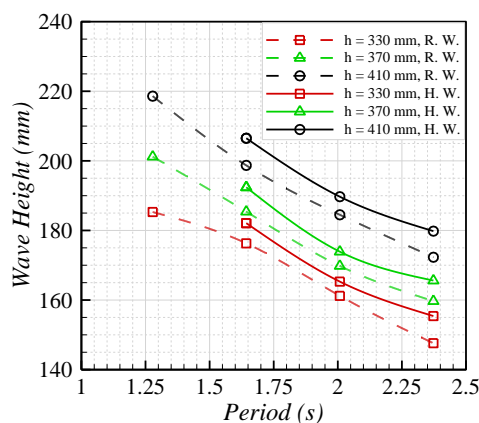 240
220
200
180
160
140
Wave Height (mm)
h = 330 mm, R. W.
h = 370 mm, R. W.
h = 410 mm, R. W.
h = 330 mm, H. W.
h = 370 mm, H. W.
h = 410 mm, H. W.
1 1.25 1.5 1.75 2 2.25 2.5
Period (s)